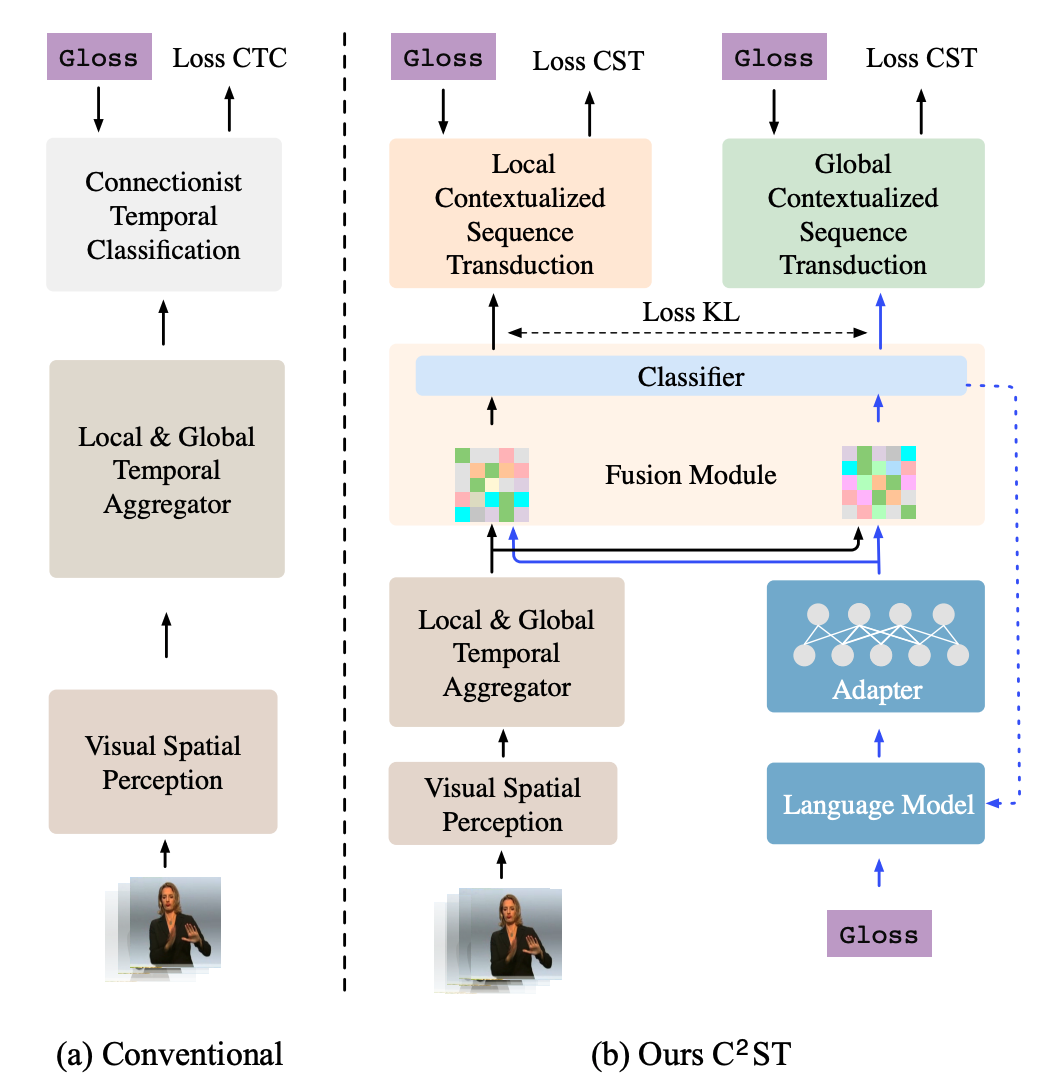 Gloss
Loss CTC
Connectionist
Temporal
Classification
Local & Global
Temporal
Aggregator
Visual Spatial
Perception
(a) Conventional
Gloss
Loss CST
Gloss
Loss CST
Local
Contextualized
Sequence
Transduction
Global
Contextualized
Sequence
Transduction
Loss KL
Classifier
Fusion Module
Local & Global
Temporal
Aggregator
Adapter
Visual Spatial
Perception
Language Model
Gloss
(b) Ours C²ST